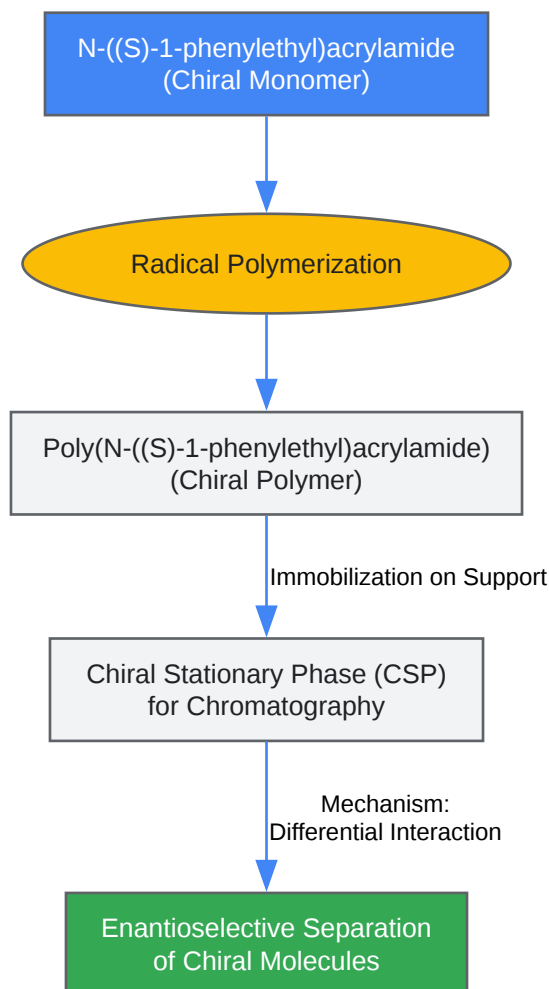 N-((S)-1-phenylethyl)acrylamide
(Chiral Monomer)
Radical Polymerization
Poly(N-((S)-1-phenylethyl)acrylamide)
(Chiral Polymer)
Immobilization on Support
Chiral Stationary Phase (CSP)
for Chromatography
Mechanism:
Differential Interaction
Enantioselective Separation
of Chiral Molecules